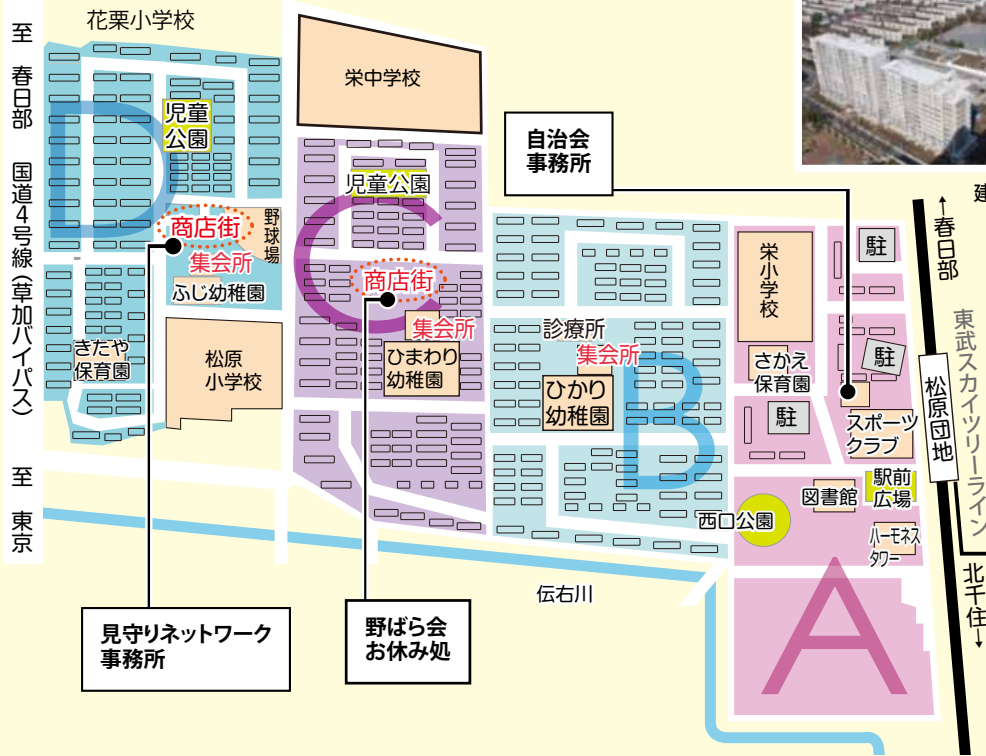 花栗小学校
至 春日部 国道4号線（草加バイパス） 至 東京
D
児童
公園
商店街
野球場
集会所
ふじ幼稚園
きたや
保育園
松原
小学校
見守りネットワーク
事務所
栄中学校
C
児童公園
商店街
集会所
ひまわり
幼稚園
野ばら会
お休み処
自治会
事務所
B
診療所
集会所
ひかり
幼稚園
伝右川
A
栄小学校
駐
さかえ
保育園
駐
駐
スポーツ
クラブ
図書館
駅前
広場
西口公園
ハーモネス
タワー
建
←春日部
東武スカイツリーライン
松原団地
北千住→